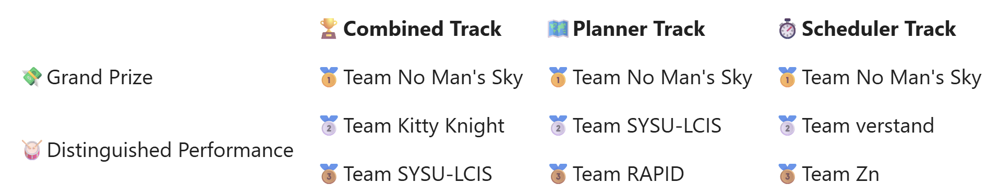 Combined Track Planner Track Scheduler Track
Grand Prize Team No Man's Sky Team No Man's Sky Team No Man's Sky
Team Kitty Knight Team SYSU-LCIS Team verstand
Distinguished Performance
Team SYSU-LCIS Team RAPID Team Zn